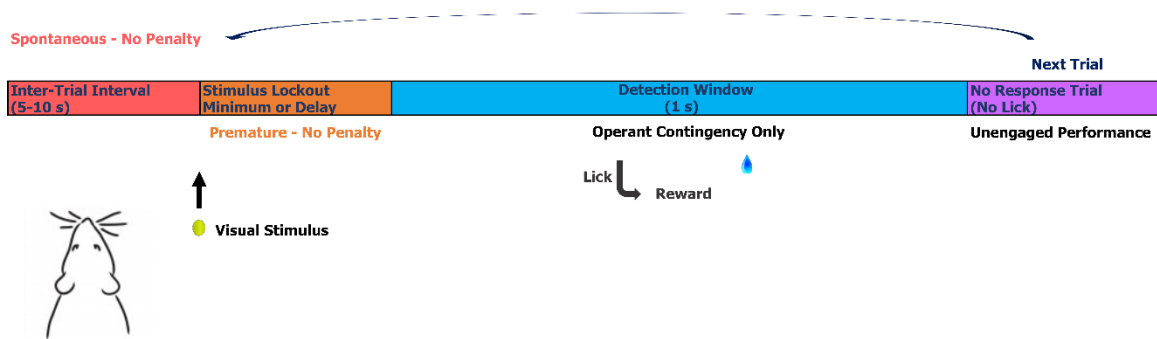 Spontaneous - No Penalty
Next Trial
Inter-Trial Interval
(5-10 s)
Stimulus Lockout
Minimum or Delay
Detection Window
(1 s)
No Response Trial
(No Lick)
Premature - No Penalty
Operant Contingency Only
Unengaged Performance
Lick
Reward
Visual Stimulus